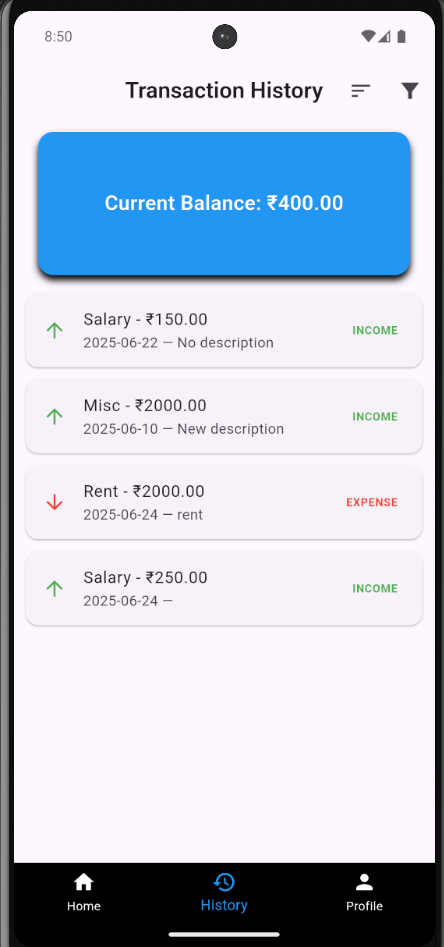 8:50
Transaction History
Current Balance: ₹400.00
Salary - ₹150.00
2025-06-22 — No description
INCOME
Misc - ₹2000.00
2025-06-10 — New description
INCOME
Rent - ₹2000.00
2025-06-24 — rent
EXPENSE
Salary - ₹250.00
2025-06-24 —
INCOME
Home
History
Profile